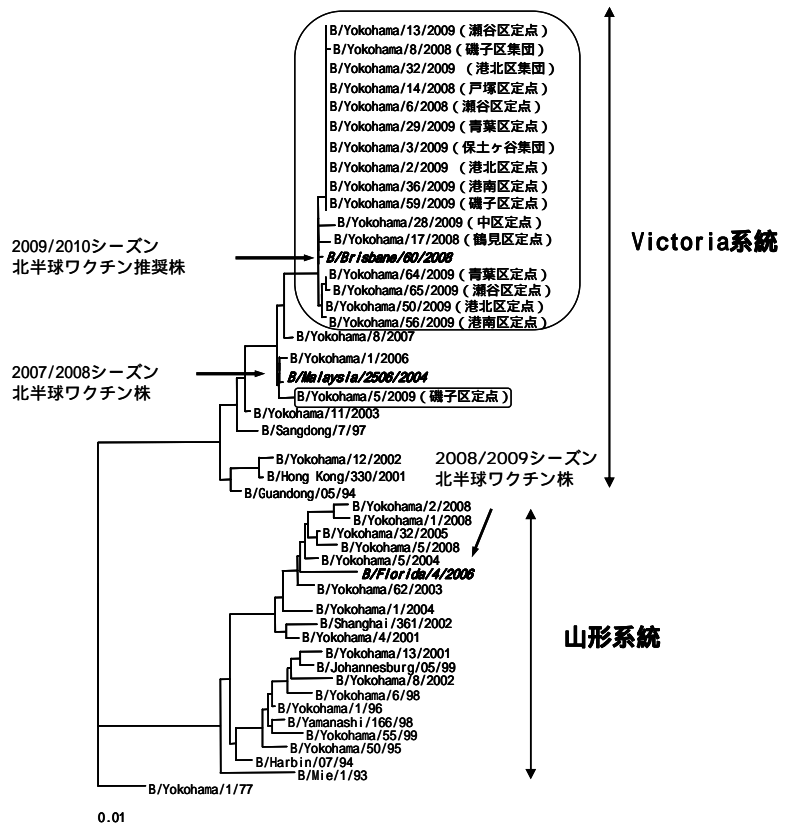 B/Yokohama/13/2009（瀬谷区定点）
B/Yokohama/8/2008（磯子区集団）
B/Yokohama/32/2009 （港北区集団）
B/Yokohama/14/2008（戸塚区定点）
B/Yokohama/6/2008（瀬谷区定点）
B/Yokohama/29/2009（青葉区定点）
B/Yokohama/3/2009（保土ヶ谷集団）
B/Yokohama/2/2009 （港北区定点）
B/Yokohama/36/2009（港南区定点）
B/Yokohama/59/2009（磯子区定点）
B/Yokohama/28/2009（中区定点）
B/Yokohama/17/2008（鶴見区定点）
B/Brisbane/60/2008
B/Yokohama/64/2009（青葉区定点）
B/Yokohama/65/2009（瀬谷区定点）
B/Yokohama/50/2009（港北区定点）
B/Yokohama/56/2009（港南区定点）
2009/2010シーズン
北半球ワクチン推奨株
Victoria系統
B/Yokohama/8/2007
B/Yokohama/1/2006
B/Malaysia/2506/2004
2007/2008シーズン
北半球ワクチン株
B/Yokohama/5/2009（磯子区定点）
B/Yokohama/11/2003
B/Sangdong/7/97
B/Yokohama/12/2002
B/Hong Kong/330/2001
B/Guandong/05/94
2008/2009シーズン
北半球ワクチン株
B/Yokohama/2/2008
B/Yokohama/1/2008
B/Yokohama/32/2005
B/Yokohama/5/2008
B/Yokohama/5/2004
B/Florida/4/2006
B/Yokohama/62/2003
B/Yokohama/1/2004
B/Shanghai/361/2002
B/Yokohama/4/2001
山形系統
B/Yokohama/13/2001
B/Johannesburg/05/99
B/Yokohama/8/2002
B/Yokohama/6/98
B/Yokohama/1/96
B/Yamanashi/166/98
B/Yokohama/55/99
B/Yokohama/50/95
B/Harbin/07/94
B/Mie/1/93
B/Yokohama/1/77
0.01